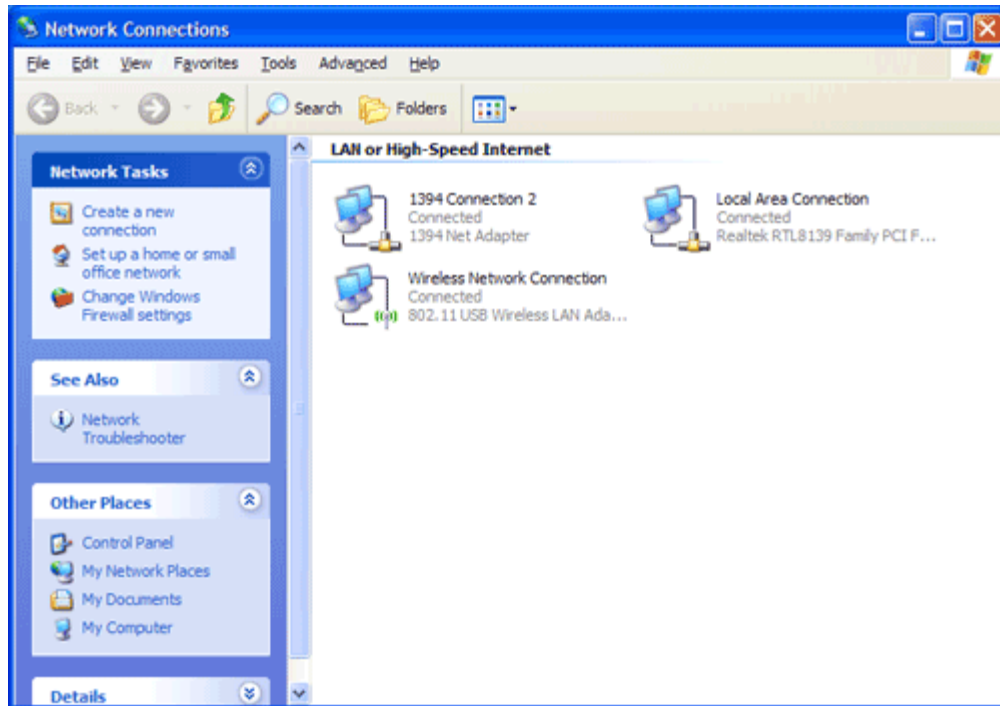 Network Connections
File Edit View Favorites Tools Advanced Help
Back Search Folders
Network Tasks
Create a new
connection
Set up a home or small
office network
Change Windows
Firewall settings
See Also
Network
Troubleshooter
Other Places
Control Panel
My Network Places
My Documents
My Computer
Details
LAN or High-Speed Internet
1394 Connection 2
Connected
1394 Net Adapter
Local Area Connection
Connected
Realtek RTL8139 Family PCI F...
Wireless Network Connection
Connected
802.11 USB Wireless LAN Ada...